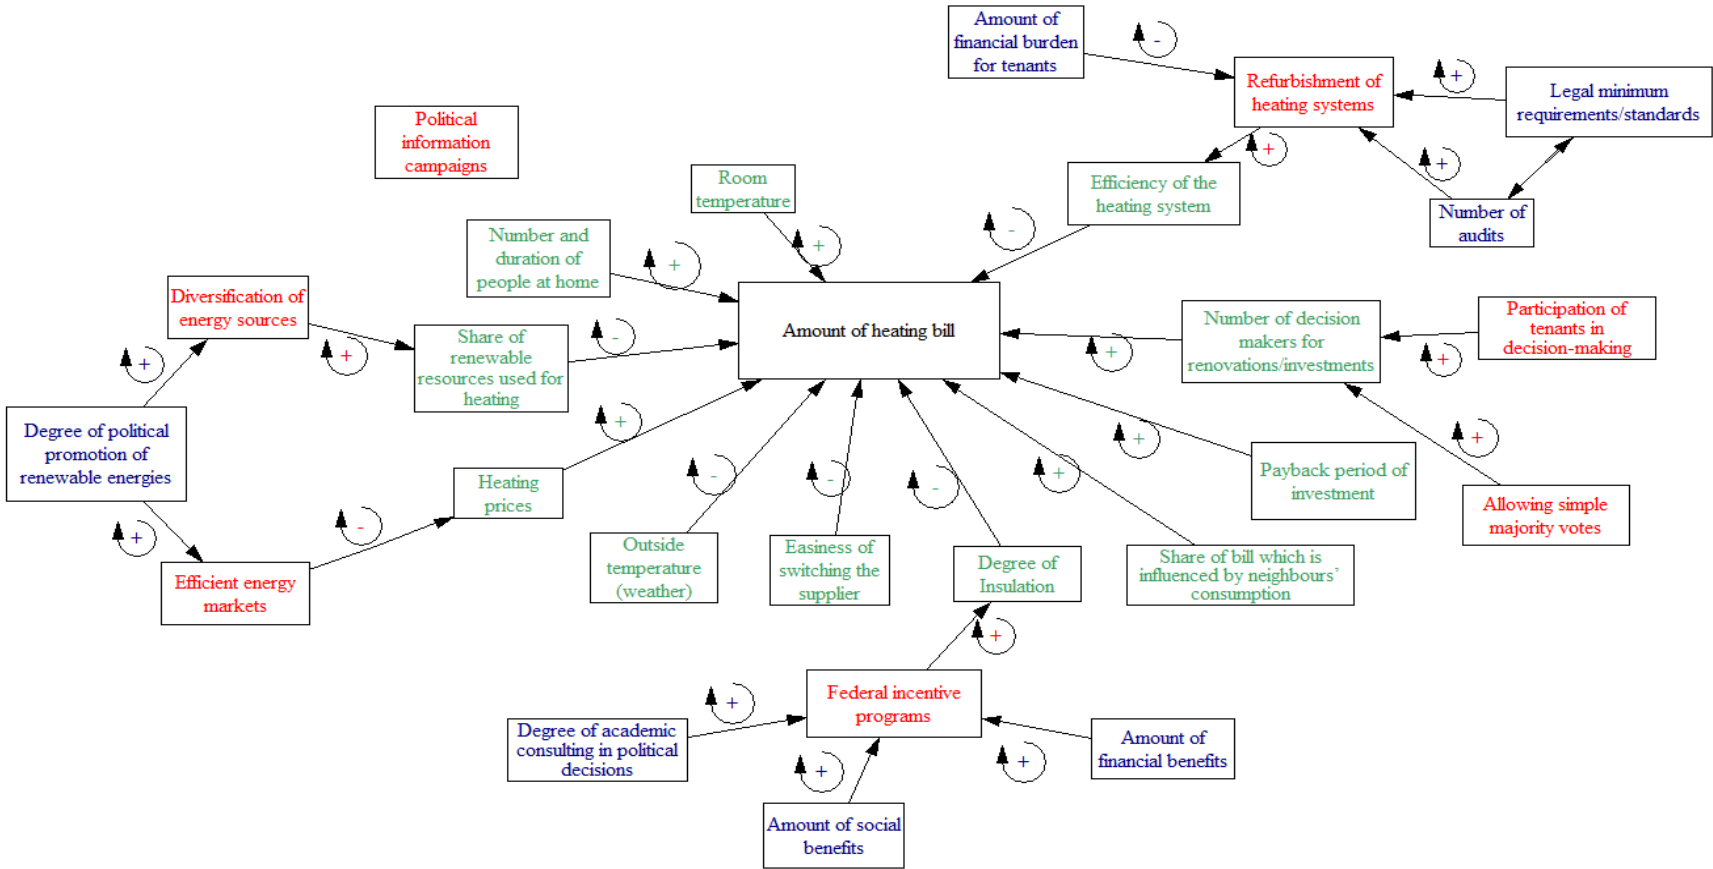 Amount of
financial burden
for tenants
-
Refurbishment of
heating systems
+
Legal minimum
requirements/standards
Political
information
campaigns
+
+
Room
temperature
Efficiency of the
heating system
Number of
audits
Number and
duration of
people at home
+
+
-
Diversification of
energy sources
Share of
renewable
resources used for
heating
-
Amount of heating bill
Number of decision
makers for
renovations/investments
Participation of
tenants in
decision-making
+
+
+
+
Degree of political
promotion of
renewable energies
+
+
+
Payback period of
investment
Heating
prices
-
-
-
+
Allowing simple
majority votes
+
-
Efficient energy
markets
Outside
temperature
(weather)
Easiness of
switching the
supplier
Degree of
Insulation
Share of bill which is
influenced by neighbours’
consumption
+
Federal incentive
programs
+
Degree of academic
consulting in political
decisions
Amount of
financial benefits
+
+
Amount of social
benefits